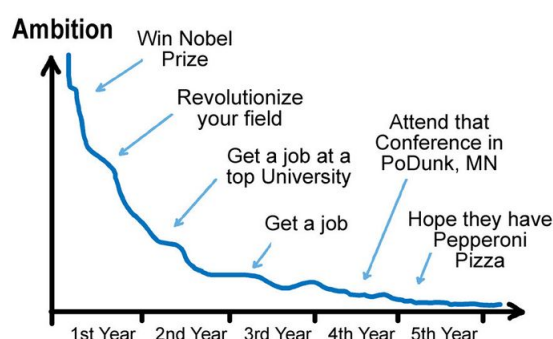 Ambition
Win Nobel
Prize
Revolutionize
your field
Get a job at a
top University
Get a job
Attend that
Conference in
PoDunk, MN
Hope they have
Pepperoni
Pizza
1st Year
2nd Year
3rd Year
4th Year
5th Year